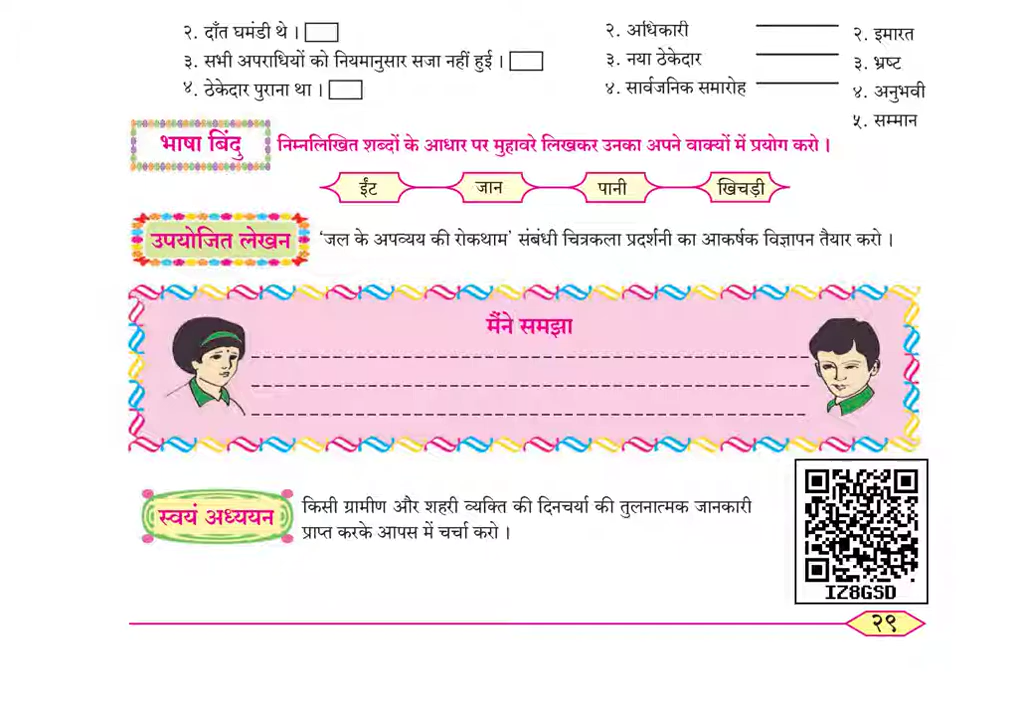 २. दाँत घमंडी थे ।
३. सभी अपराधियों को नियमानुसार सजा नहीं हुई ।
४. ठेकेदार पुराना था ।
२. अधिकारी २. इमारत
३. नया ठेकेदार ३. भ्रष्ट
४. सार्वजनिक समारोह ४. अनुभवी
५. सम्मान
भाषा बिंदु निम्नलिखित शब्दों के आधार पर मुहावरे लिखकर उनका अपने वाक्यों में प्रयोग करो ।
ईंट जान पानी खिचड़ी
उपयोजित लेखन ‘जल के अपव्यय की रोकथाम’ संबंधी चित्रकला प्रदर्शनी का आकर्षक विज्ञापन तैयार करो ।
मैंने समझा
स्वयं अध्ययन किसी ग्रामीण और शहरी व्यक्ति की दिनचर्या की तुलनात्मक जानकारी
प्राप्त करके आपस में चर्चा करो ।
IZ8GSD
२९